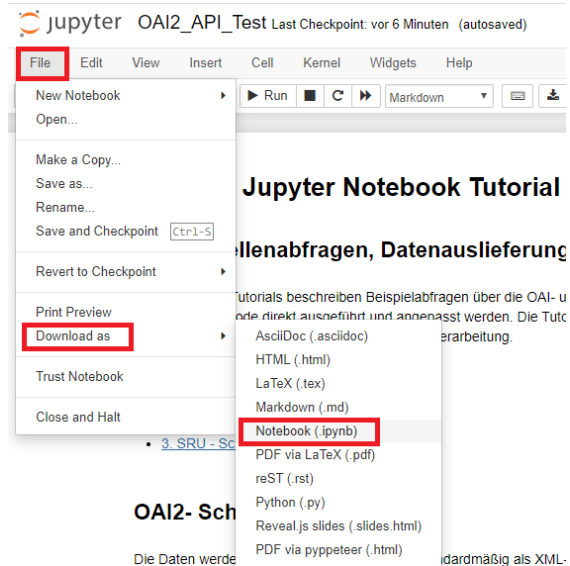 jupyter OAI2_API_Test Last Checkpoint: vor 6 Minuten (autosaved)
File Edit View Insert Cell Kernel Widgets Help
New Notebook
Run Markdown
Open...
Make a Copy...
Save as...
Jupyter Notebook Tutorial
Rename...
Save and Checkpoint Ctrl-S
llenabfragen, Datenauslieferung
Revert to Checkpoint
Tutorials beschreiben Beispielabfragen über die OAI- u
Print Preview
ode direkt ausgeführt und angepasst werden. Die Tuto
Download as
erarbeitung.
AsciiDoc (.asciidoc)
HTML (.html)
Trust Notebook
LaTeX (.tex)
Markdown (.md)
Close and Halt
Notebook (.ipynb)
3. SRU - Sc
PDF via LaTeX (.pdf)
reST (.rst)
Python (.py)
OAI2- Sch
Reveal.js slides (.slides.html)
PDF via pyppeteer (.html)
Die Daten werde
ndardmäßig als XML-